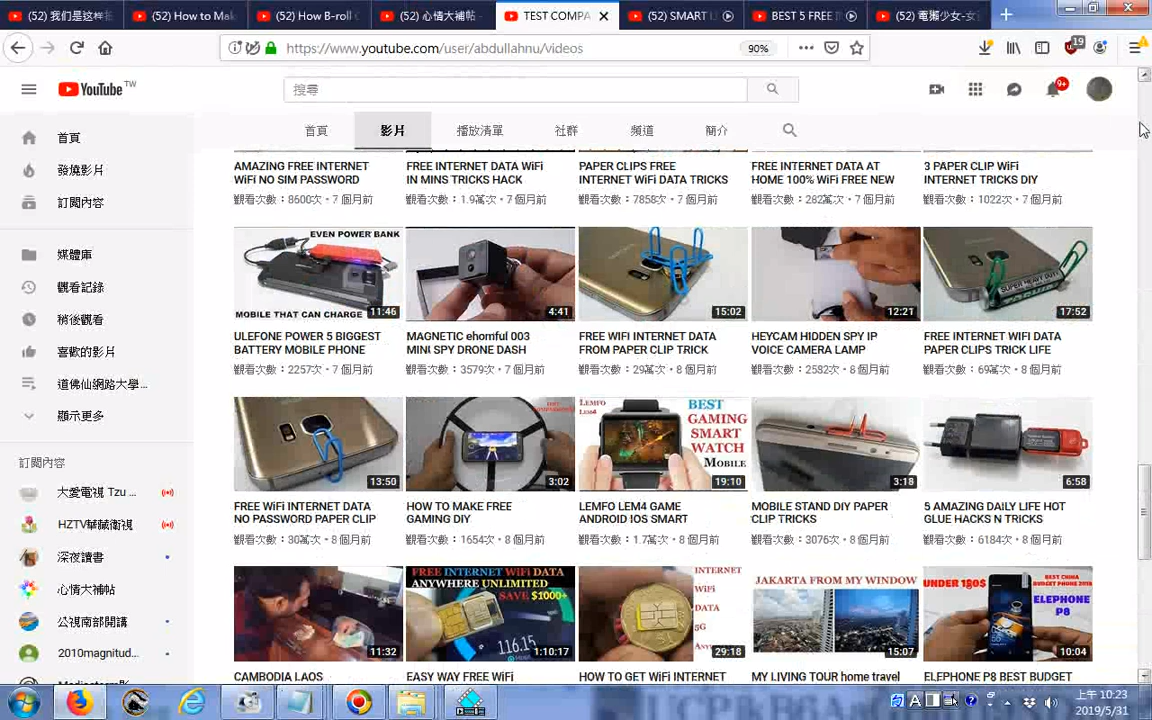 (52) 我们是这样
(52) How to Mak
(52) How B-roll
(52) 心情大補帖 -
TEST COMPA
(52) SMART
BEST 5 FREE
(52) 電獺少女-女
https://www.youtube.com/user/abdullahnu/videos
90%
19
YouTube TW
搜尋
9+
首頁
影片
播放清單
社群
頻道
簡介
首頁
發燒影片
訂閱內容
媒體庫
觀看記錄
稍後觀看
喜歡的影片
道佛仙網路大學...
顯示更多
訂閱內容
大愛電視 Tzu ...
HZTV華藏衛視
深夜讀書
心情大補帖
公視南部開講
2010magnitud...
AMAZING FREE INTERNET
WiFi NO SIM PASSWORD
觀看次數：8600次 • 7 個月前
FREE INTERNET DATA WiFi
IN MINS TRICKS HACK
觀看次數：1.9萬次 • 7 個月前
PAPER CLIPS FREE
INTERNET WiFi DATA TRICKS
觀看次數：7858次 • 7 個月前
FREE INTERNET DATA AT
HOME 100% WiFi FREE NEW
觀看次數：282萬次 • 7 個月前
3 PAPER CLIP WiFi
INTERNET TRICKS DIY
觀看次數：1022次 • 7 個月前
EVEN POWER BANK
MOBILE THAT CAN CHARGE
11:46
ULEFONE POWER 5 BIGGEST
BATTERY MOBILE PHONE
觀看次數：2257次 • 7 個月前
4:41
MAGNETIC ehomful 003
MINI SPY DRONE DASH
觀看次數：3579次 • 7 個月前
15:02
FREE WIFI INTERNET DATA
FROM PAPER CLIP TRICK
觀看次數：29萬次 • 8 個月前
12:21
HEYCAM HIDDEN SPY IP
VOICE CAMERA LAMP
觀看次數：2532次 • 8 個月前
SUPER HEAVY DUTY
17:52
FREE INTERNET WIFI DATA
PAPER CLIPS TRICK LIFE
觀看次數：69萬次 • 8 個月前
13:50
FREE WiFi INTERNET DATA
NO PASSWORD PAPER CLIP
觀看次數：30萬次 • 8 個月前
3:02
HOW TO MAKE FREE
GAMING DIY
觀看次數：1654次 • 8 個月前
LEMFO
LEM4
BEST
GAMING
SMART
WATCH
MOBILE
19:10
LEMFO LEM4 GAME
ANDROID IOS SMART
觀看次數：1.7萬次 • 8 個月前
3:18
MOBILE STAND DIY PAPER
CLIP TRICKS
觀看次數：3076次 • 8 個月前
6:58
5 AMAZING DAILY LIFE HOT
GLUE HACKS N TRICKS
觀看次數：6184次 • 8 個月前
11:32
CAMBODIA LAOS
FREE INTERNET WiFi DATA
ANYWHERE UNLIMITED
SAVE $1000+
116.15
1:10:17
EASY WAY FREE WiFi
INTERNET
WiFi
DATA
5G
29:18
HOW TO GET WiFi INTERNET
JAKARTA FROM MY WINDOW
15:07
MY LIVING TOUR home travel
UNDER 180$
BEST CHINA
BUDGET PHONE 2018
ELEPHONE
P8
10:04
ELEPHONE P8 BEST BUDGET
上午 10:23
2019/5/31